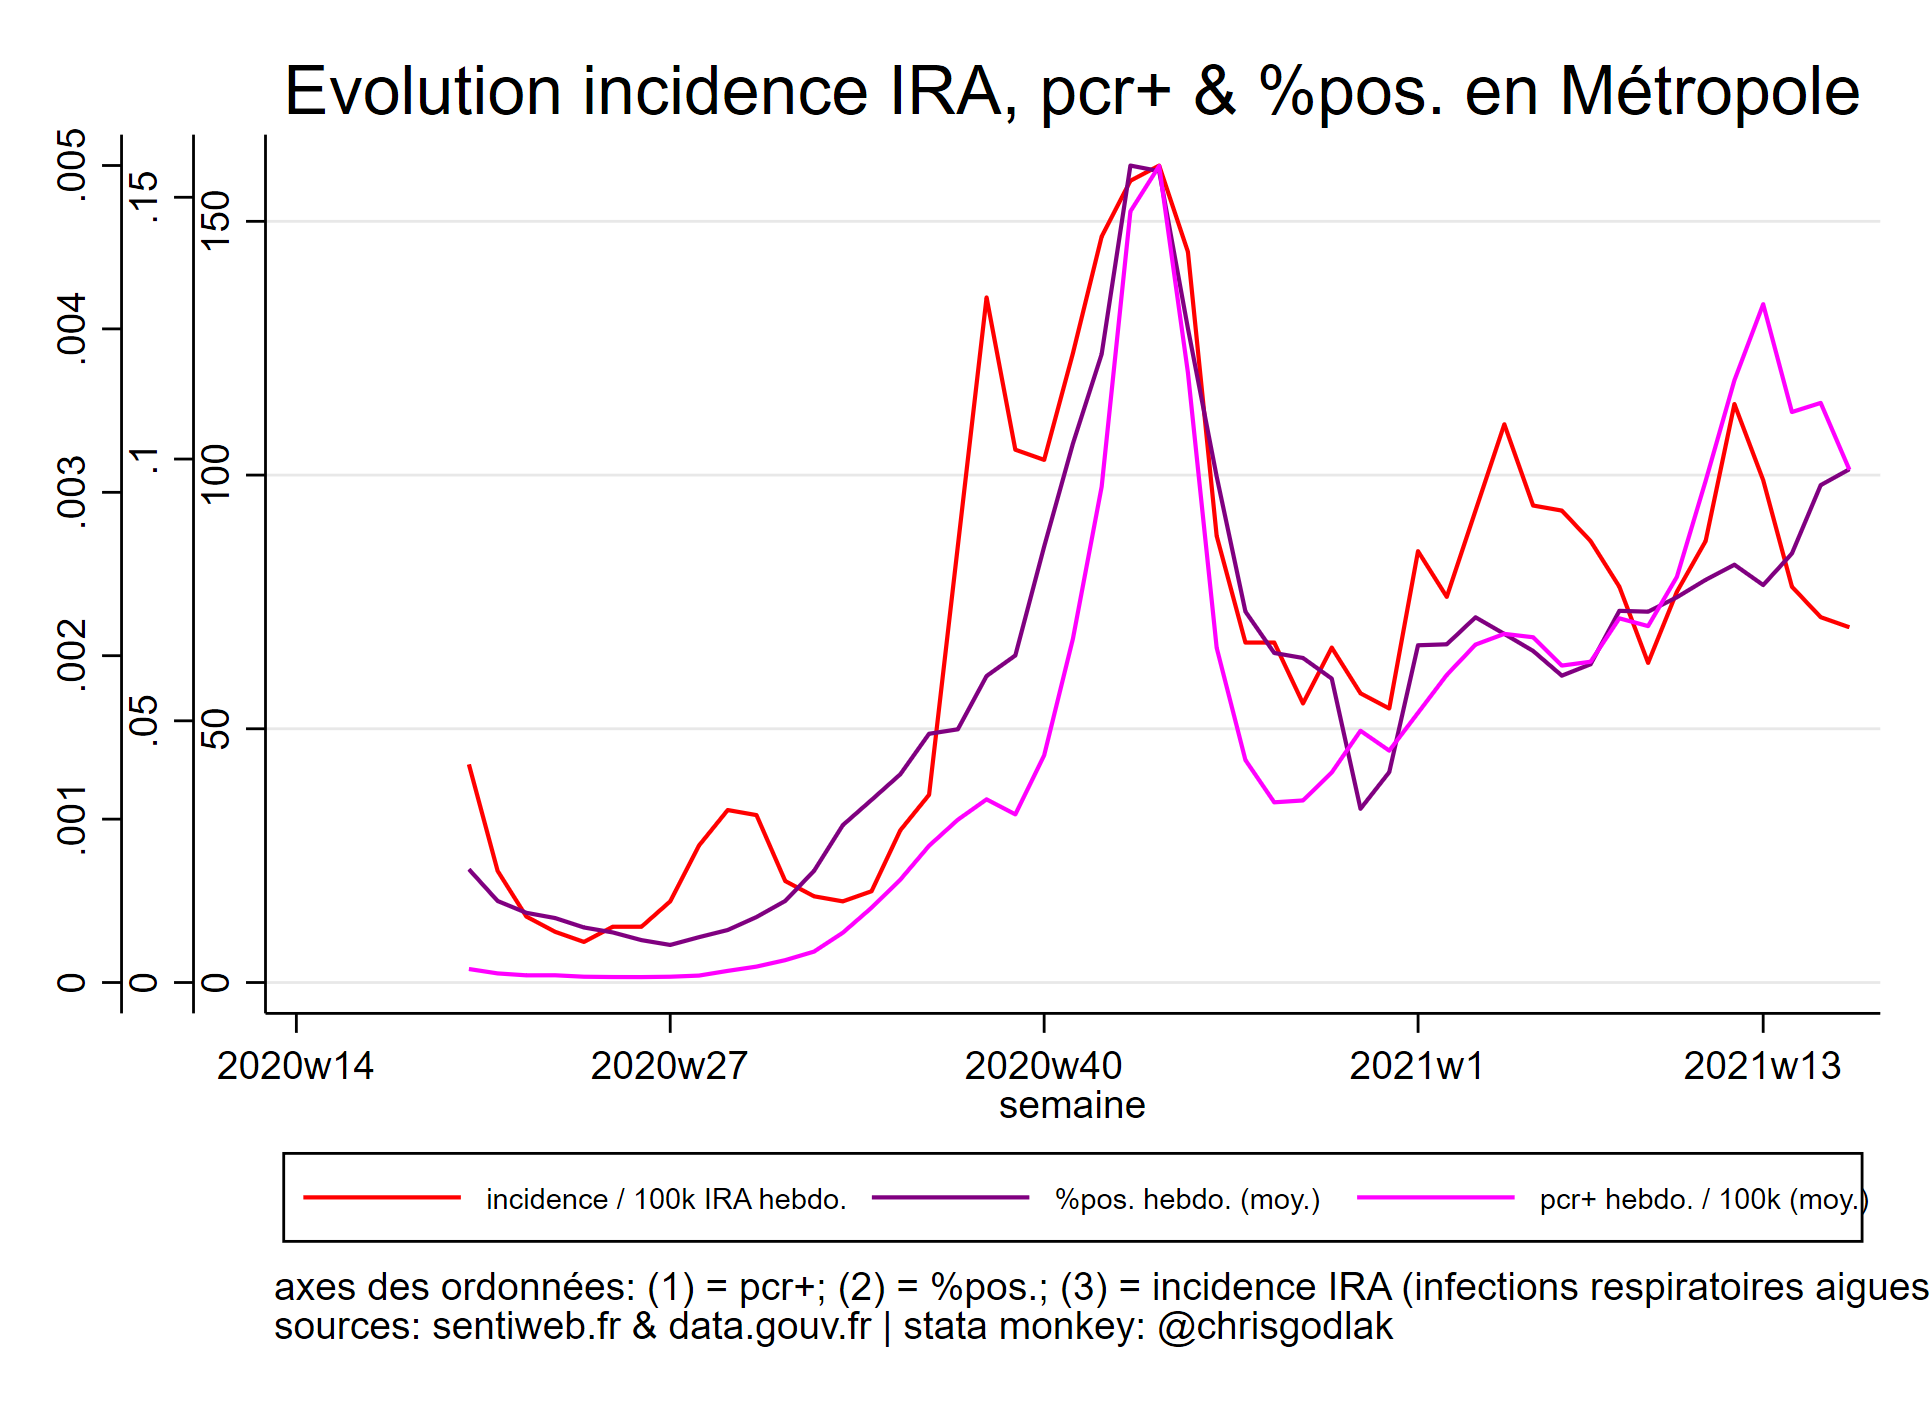 Evolution incidence IRA, pcr+ & %pos. en Métropole
.005
.004
.003
.002
.001
0
.15
.1
.05
0
150
100
50
0
2020w14 2020w27 2020w40 2021w1 2021w13
semaine
incidence / 100k IRA hebdo. %pos. hebdo. (moy.) pcr+ hebdo. / 100k (moy.)
axes des ordonnées: (1) = pcr+; (2) = %pos.; (3) = incidence IRA (infections respiratoires aigues
sources: sentiweb.fr & data.gouv.fr | stata monkey: @chrisgodlak